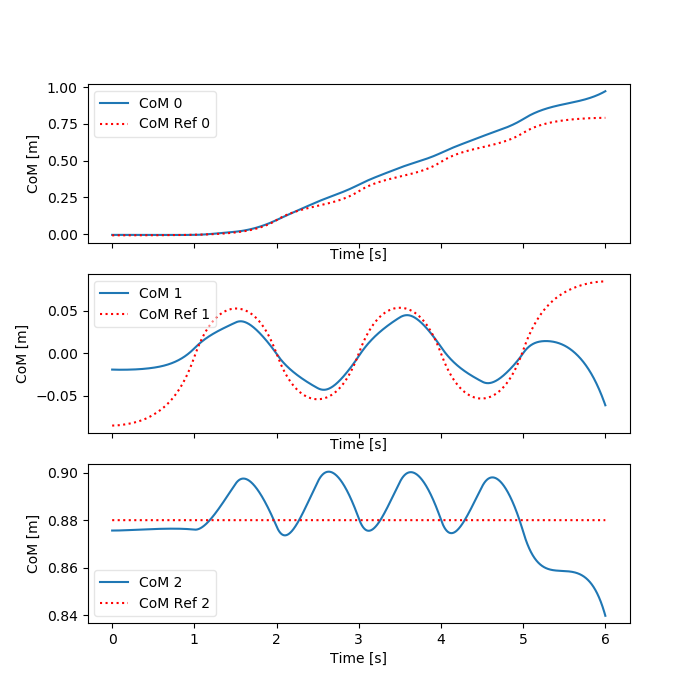 1.00
0.75
0.50
0.25
0.00
CoM [m]
CoM 0
CoM Ref 0
Time [s]
0.05
0.00
−0.05
CoM [m]
CoM 1
CoM Ref 1
Time [s]
0.90
0.88
0.86
0.84
CoM [m]
CoM 2
CoM Ref 2
0 1 2 3 4 5 6
Time [s]